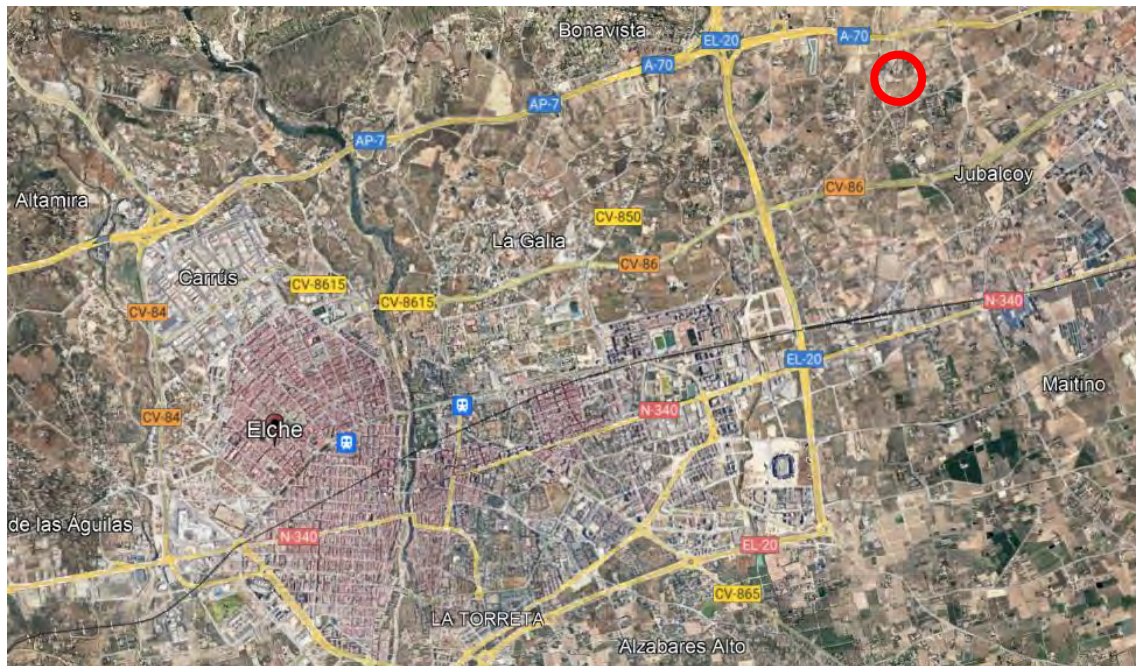 Bonavista
EL-20
A-70
A-70
AP-7
AP-7
Altamira
Jubalcoy
CV-86
CV-850
La Galia
CV-86
Carrús
CV-8615
CV-8615
CV-84
N-340
EL-20
Maitino
CV-84
N-340
Elche
de las Águilas
N-340
EL-20
CV-865
LA TORRETA
Alzabares Alto